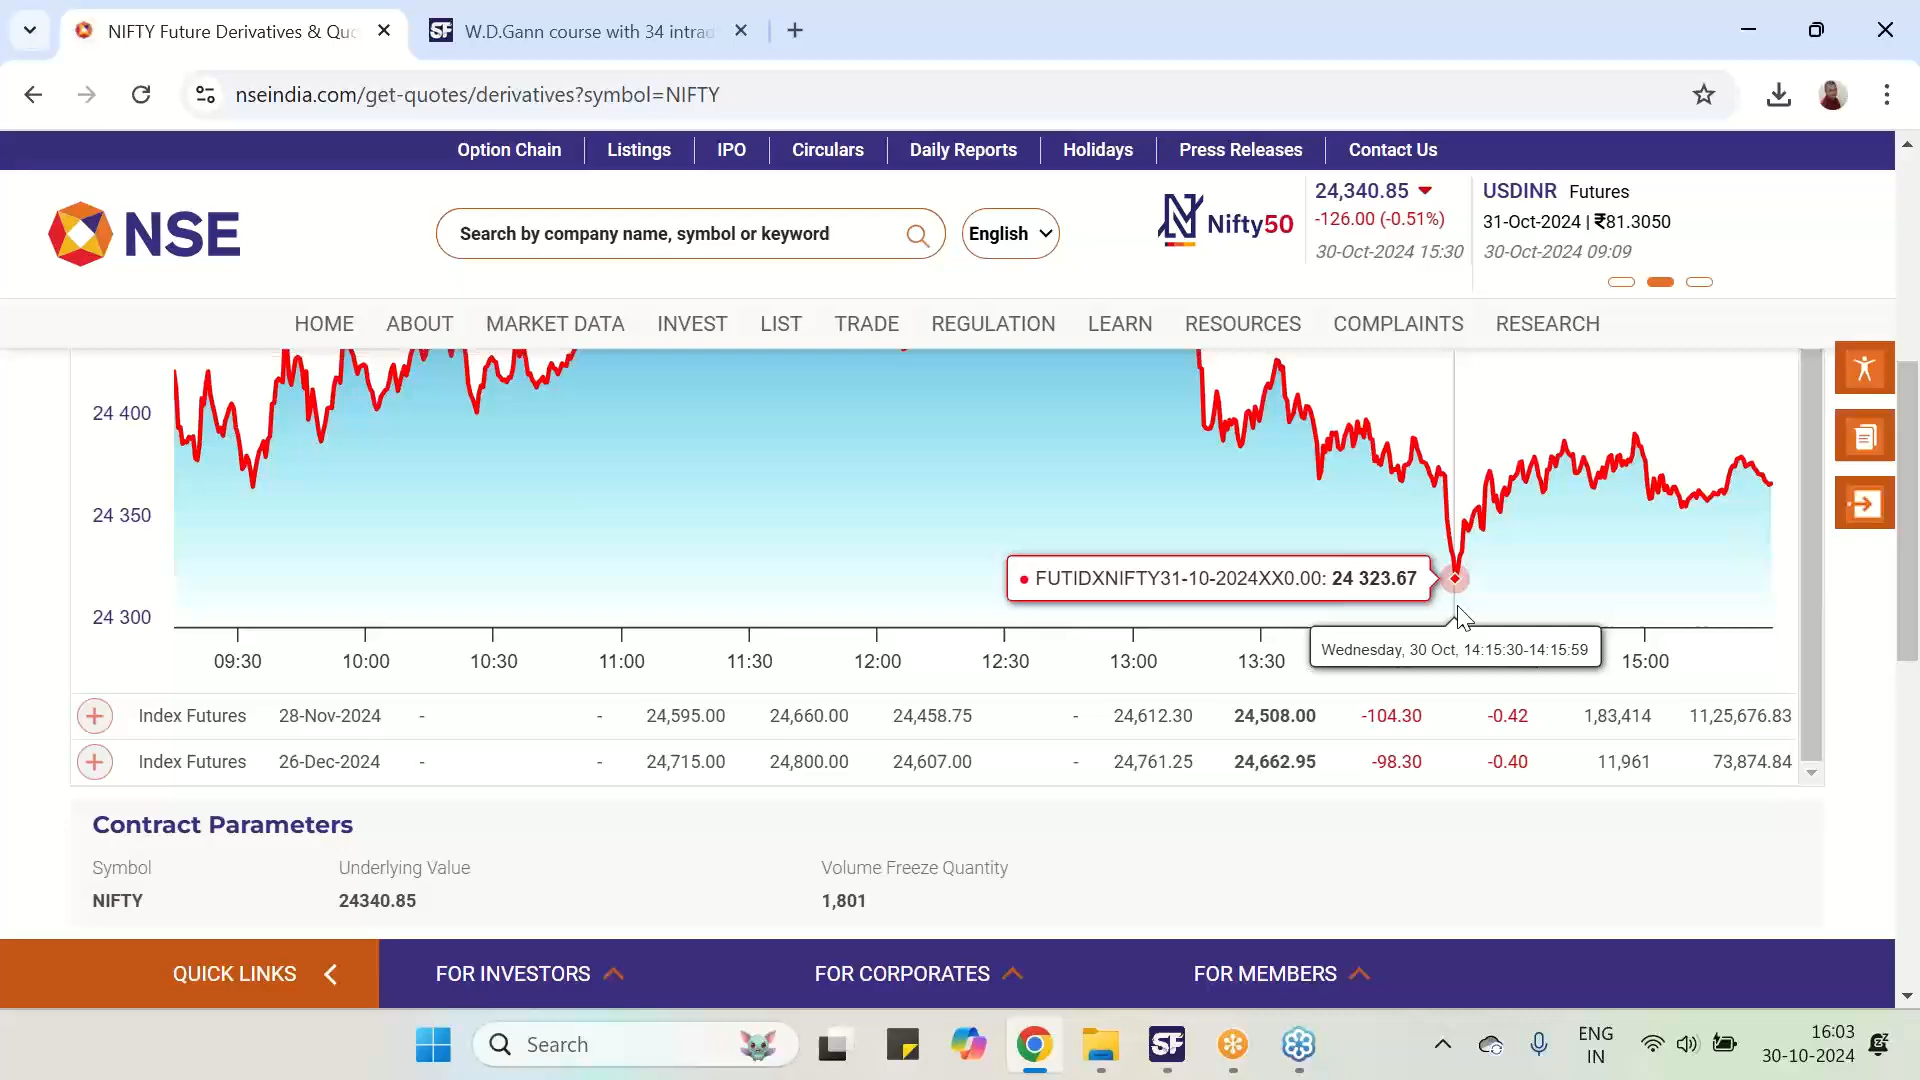 NIFTY Future Derivatives & Quo
W.D.Gann course with 34 intrad
nseindia.com/get-quotes/derivatives?symbol=NIFTY
Option Chain Listings IPO Circulars Daily Reports Holidays Press Releases Contact Us
NSE
Search by company name, symbol or keyword
English
Nifty50
24,340.85
-126.00 (-0.51%)
30-Oct-2024 15:30
USDINR Futures
31-Oct-2024 | ₹81.3050
30-Oct-2024 09:09
HOME ABOUT MARKET DATA INVEST LIST TRADE REGULATION LEARN RESOURCES COMPLAINTS RESEARCH
24 400
24 350
FUTIDXNIFTY31-10-2024XX0.00: 24 323.67
24 300
Wednesday, 30 Oct, 14:15:30-14:15:59
09:30 10:00 10:30 11:00 11:30 12:00 12:30 13:00 13:30 15:00
Index Futures 28-Nov-2024 - - 24,595.00 24,660.00 24,458.75 - 24,612.30 24,508.00 -104.30 -0.42 1,83,414 11,25,676.83
Index Futures 26-Dec-2024 - - 24,715.00 24,800.00 24,607.00 - 24,761.25 24,662.95 -98.30 -0.40 11,961 73,874.84
Contract Parameters
Symbol Underlying Value Volume Freeze Quantity
NIFTY 24340.85 1,801
QUICK LINKS FOR INVESTORS FOR CORPORATES FOR MEMBERS
Search
SF
ENG
IN
16:03
30-10-2024